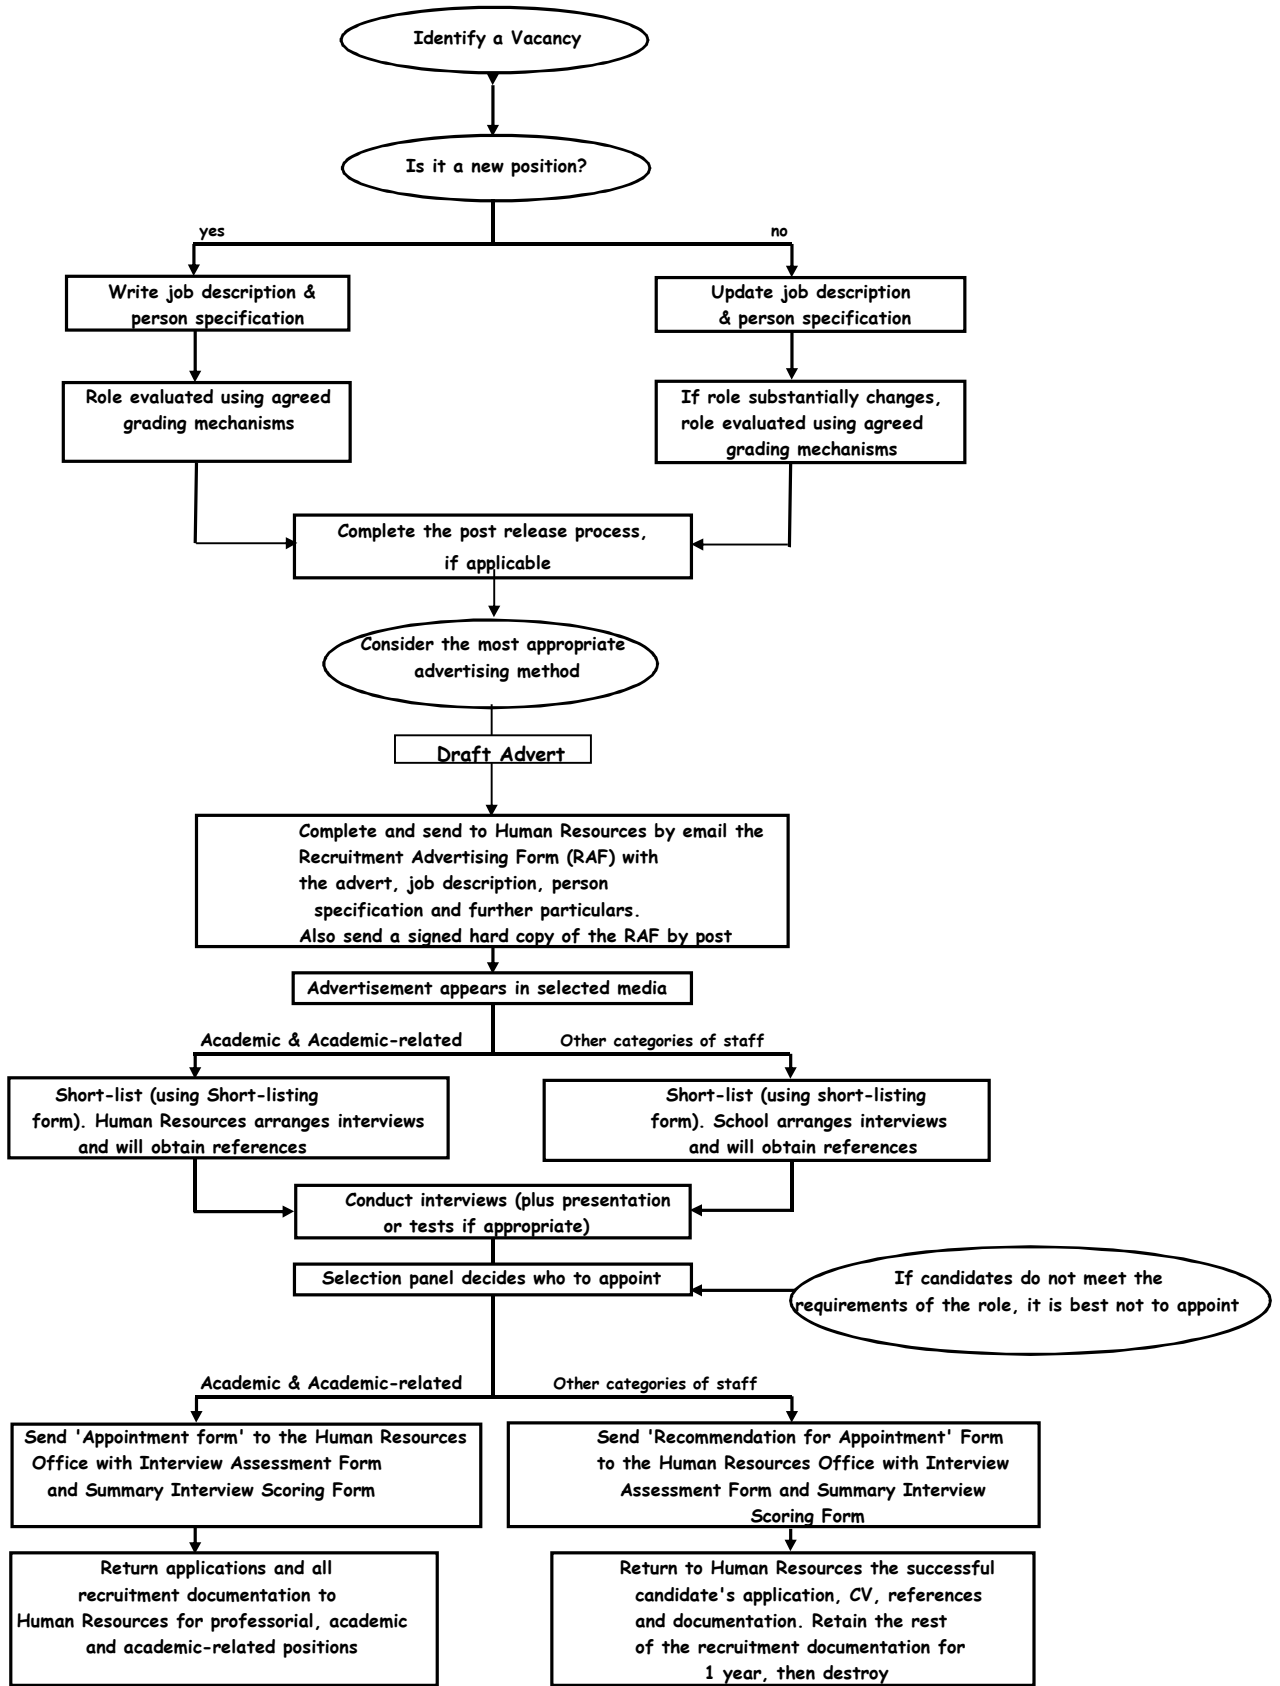 Identify a Vacancy
Is it a new position?
yes
no
Write job description &
person specification
Update job description
& person specification
Role evaluated using agreed
grading mechanisms
If role substantially changes,
role evaluated using agreed
grading mechanisms
Complete the post release process,
if applicable
Consider the most appropriate
advertising method
Draft Advert
Complete and send to Human Resources by email the
Recruitment Advertising Form (RAF) with
the advert, job description, person
specification and further particulars.
Also send a signed hard copy of the RAF by post
Advertisement appears in selected media
Academic & Academic-related
Other categories of staff
Short-list (using Short-listing
form). Human Resources arranges interviews
and will obtain references
Short-list (using short-listing
form). School arranges interviews
and will obtain references
Conduct interviews (plus presentation
or tests if appropriate)
Selection panel decides who to appoint
If candidates do not meet the
requirements of the role, it is best not to appoint
Academic & Academic-related
Other categories of staff
Send 'Appointment form' to the Human Resources
Office with Interview Assessment Form
and Summary Interview Scoring Form
Send 'Recommendation for Appointment' Form
to the Human Resources Office with Interview
Assessment Form and Summary Interview
Scoring Form
Return applications and all
recruitment documentation to
Human Resources for professorial, academic
and academic-related positions
Return to Human Resources the successful
candidate's application, CV, references
and documentation. Retain the rest
of the recruitment documentation for
1 year, then destroy